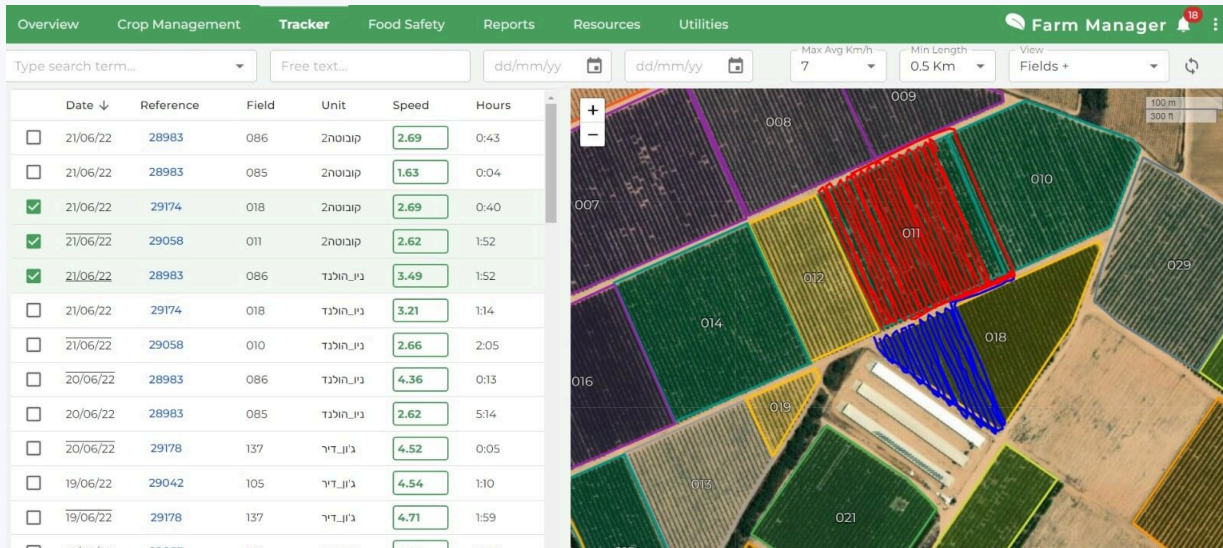 Overview Crop Management Tracker Food Safety Reports Resources Utilities Farm Manager 18
Type search term... Free text... dd/mm/yy dd/mm/yy Max Avg Km/h 7 Min Length 0.5 Km View Fields +
Date ↓ Reference Field Unit Speed Hours
21/06/22 28983 086 קובוטה2 2.69 0:43
21/06/22 28983 085 קובוטה2 1.63 0:04
21/06/22 29174 018 קובוטה2 2.69 0:40
21/06/22 29058 011 קובוטה2 2.62 1:52
21/06/22 28983 086 ניו_הולנד 3.49 1:52
21/06/22 29174 018 ניו_הולנד 3.21 1:14
21/06/22 29058 010 ניו_הולנד 2.66 2:05
20/06/22 28983 086 ניו_הולנד 4.36 0:13
20/06/22 28983 085 ניו_הולנד 2.62 5:14
20/06/22 29178 137 ג'ון_דיר 4.52 0:05
19/06/22 29042 105 ג'ון_דיר 4.54 1:10
19/06/22 29178 137 ג'ון_דיר 4.71 1:59
+
−
100 m
300 ft
009
008
010
007
011
029
012
014
018
016
019
013
021